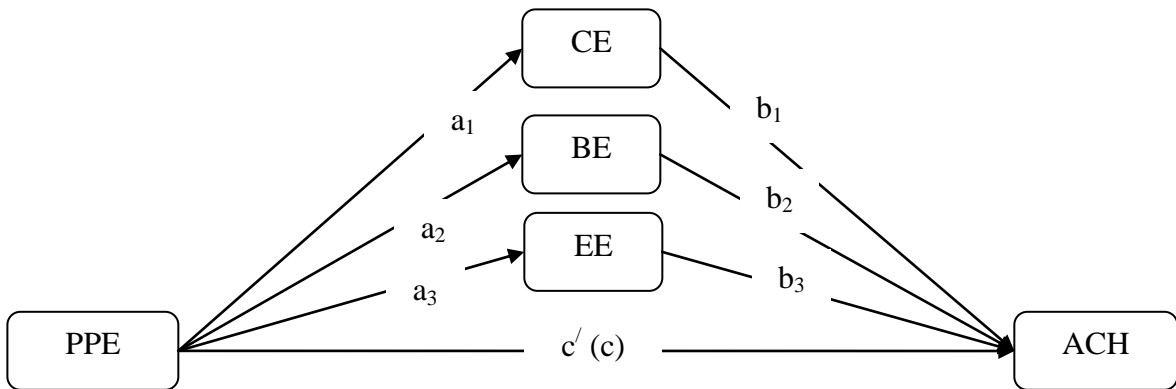 CE
a₁
b₁
BE
a₂
b₂
EE
a₃
b₃
PPE
c′ (c)
ACH